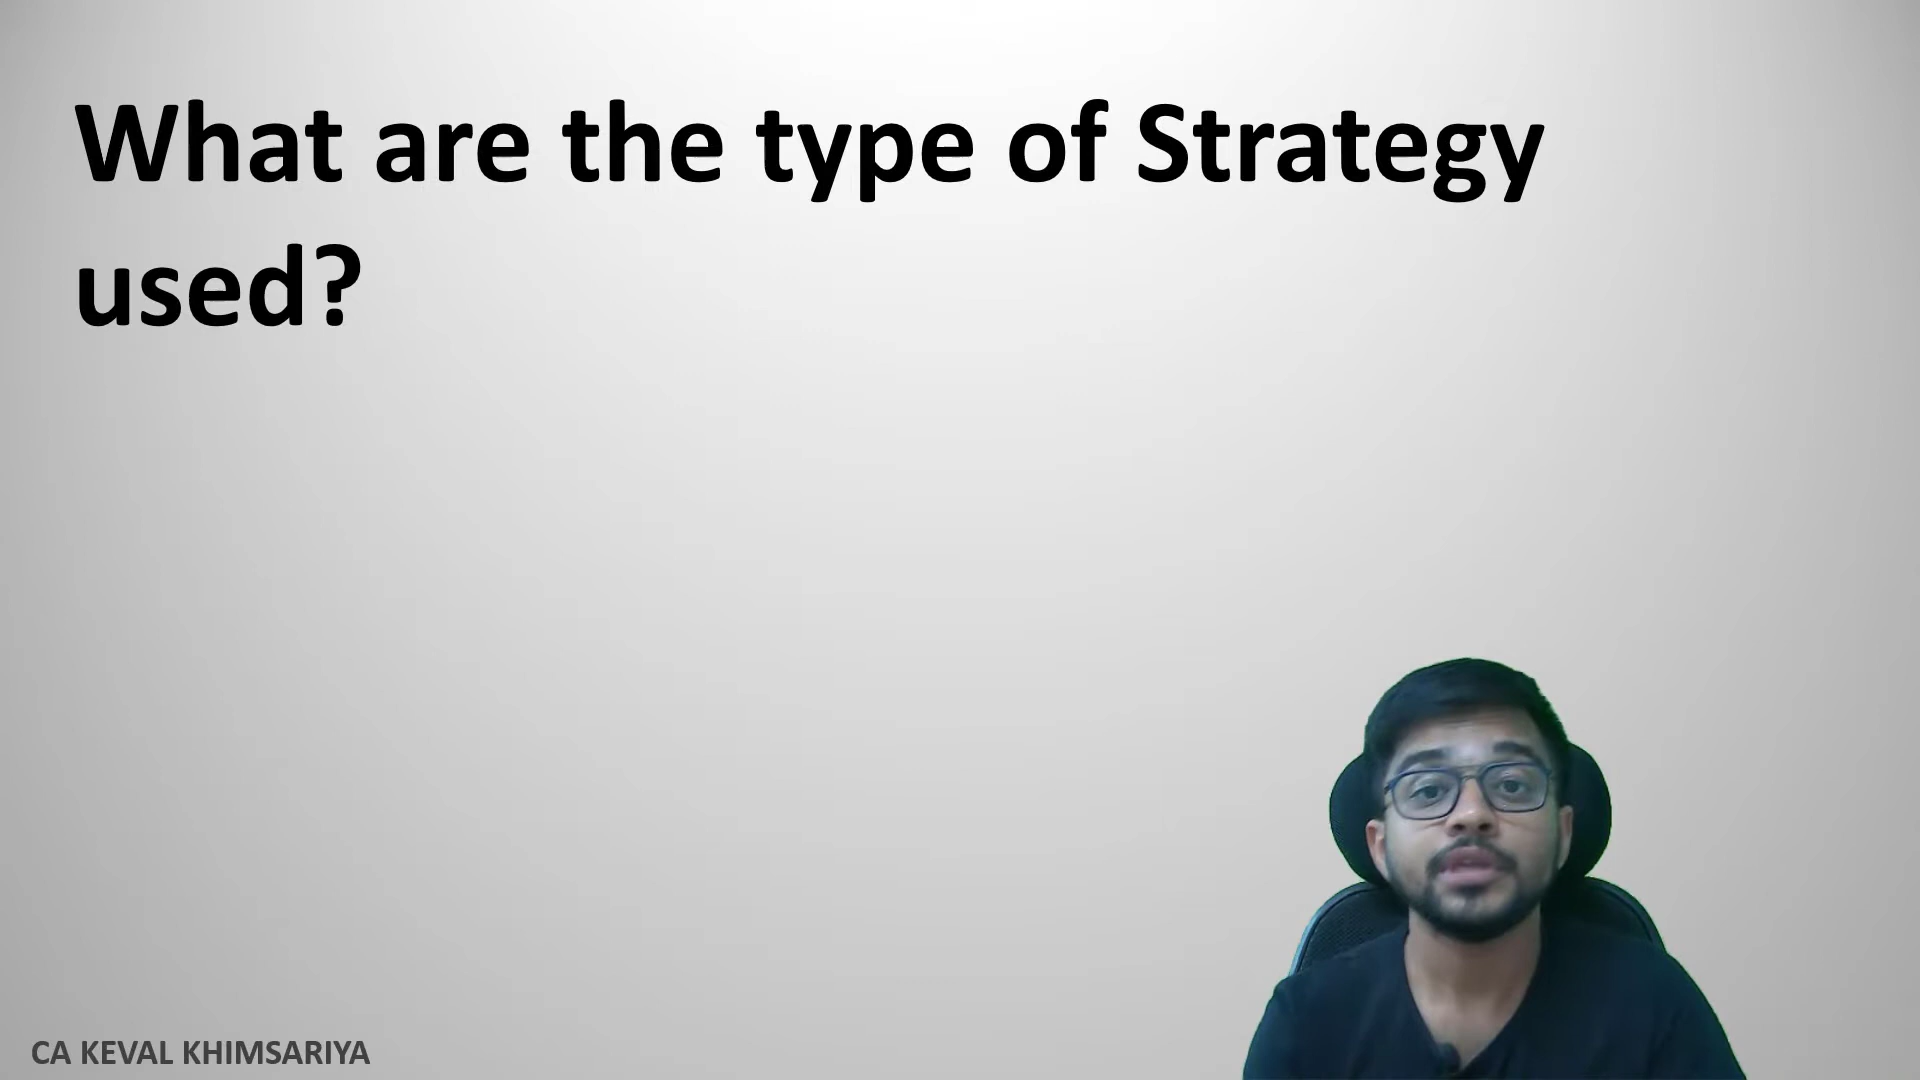 What are the type of Strategy
used?
CA KEVAL KHIMSARIYA